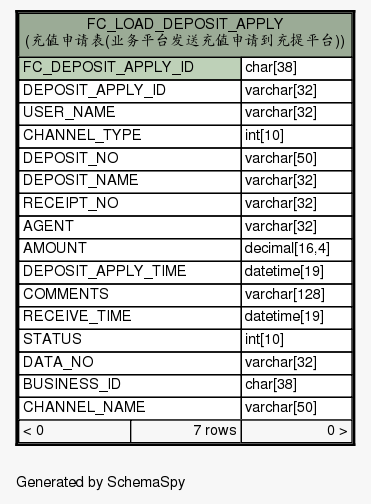 FC_LOAD_DEPOSIT_APPLY
(充值申请表(业务平台发送充值申请到充提平台))
FC_DEPOSIT_APPLY_ID char[38]
DEPOSIT_APPLY_ID varchar[32]
USER_NAME varchar[32]
CHANNEL_TYPE int[10]
DEPOSIT_NO varchar[50]
DEPOSIT_NAME varchar[32]
RECEIPT_NO varchar[32]
AGENT varchar[32]
AMOUNT decimal[16,4]
DEPOSIT_APPLY_TIME datetime[19]
COMMENTS varchar[128]
RECEIVE_TIME datetime[19]
STATUS int[10]
DATA_NO varchar[32]
BUSINESS_ID char[38]
CHANNEL_NAME varchar[50]
< 0 7 rows 0 >
Generated by SchemaSpy